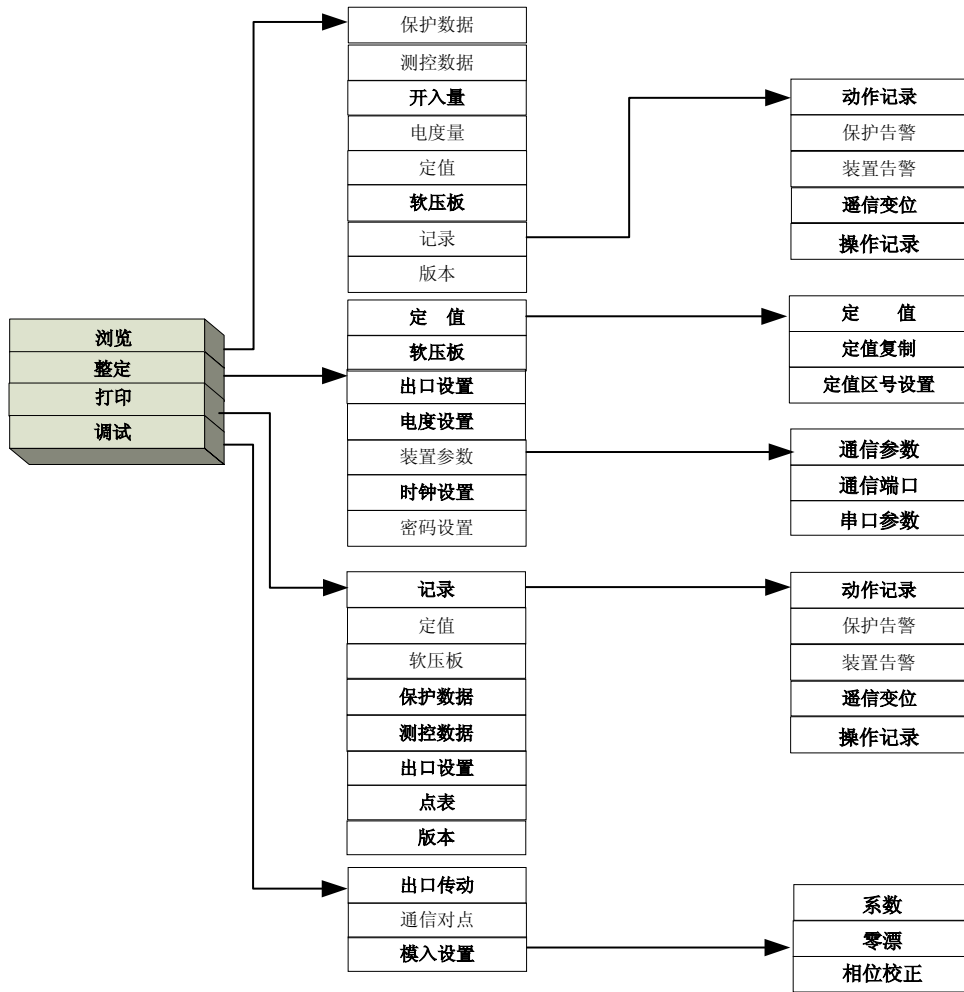 浏览
整定
打印
调试
保护数据
测控数据
开入量
电度量
定值
软压板
记录
版本
动作记录
保护告警
装置告警
遥信变位
操作记录
定 值
软压板
出口设置
电度设置
装置参数
时钟设置
密码设置
定 值
定值复制
定值区号设置
通信参数
通信端口
串口参数
记录
定值
软压板
保护数据
测控数据
出口设置
点表
版本
动作记录
保护告警
装置告警
遥信变位
操作记录
出口传动
通信对点
模入设置
系数
零漂
相位校正